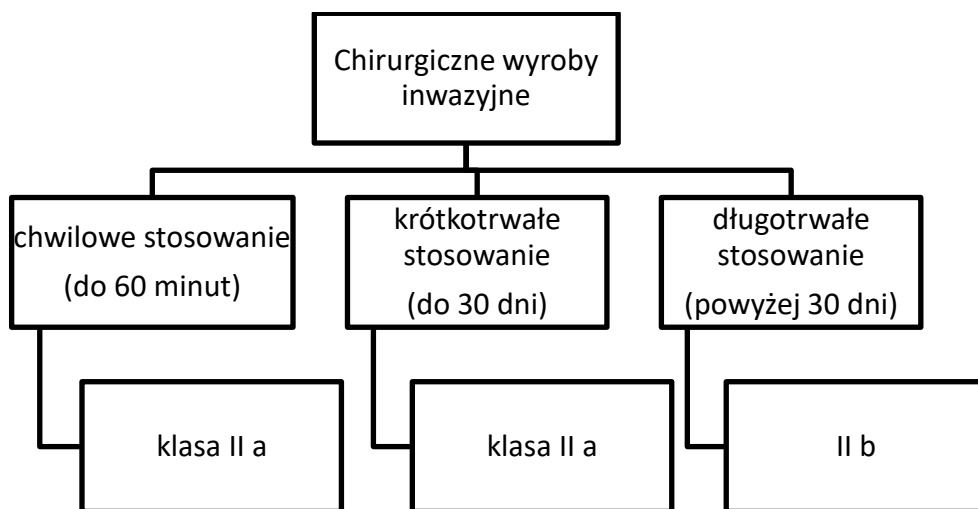 Chirurgiczne wyroby
inwazyjne
chwilowe stosowanie
(do 60 minut)
krótkotrwałe
stosowanie
(do 30 dni)
długotrwałe
stosowanie
(powyżej 30 dni)
klasa II a
klasa II a
II b